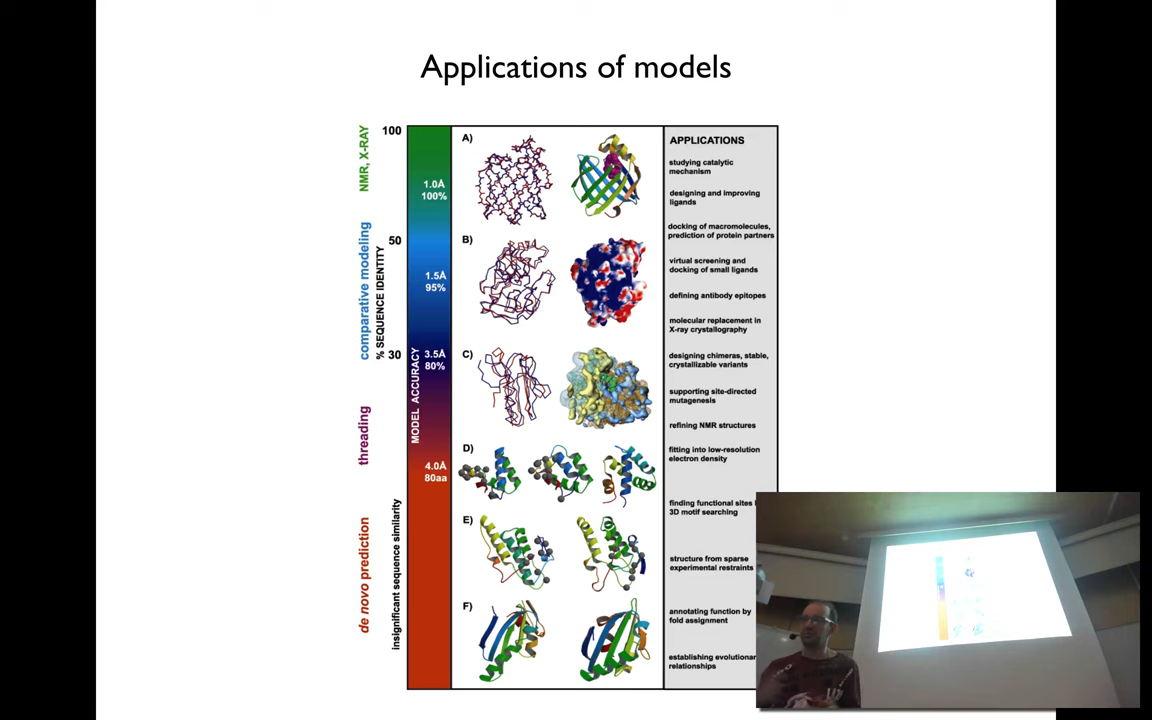 Applications of models
NMR, X-RAY
comparative modeling
threading
de novo prediction
% SEQUENCE IDENTITY
insignificant sequence similarity
100
50
30
MODEL ACCURACY
1.0Å
100%
1.5Å
95%
3.5Å
80%
4.0Å
80aa
A)
B)
C)
D)
E)
F)
APPLICATIONS
studying catalytic
mechanism
designing and improving
ligands
docking of macromolecules,
prediction of protein partners
virtual screening and
docking of small ligands
defining antibody epitopes
molecular replacement in
X-ray crystallography
designing chimeras, stable,
crystallizable variants
supporting site-directed
mutagenesis
refining NMR structures
fitting into low-resolution
electron density
finding functional sites
3D motif searching
structure from sparse
experimental restraints
annotating function by
fold assignment
establishing evolutionar
relationships